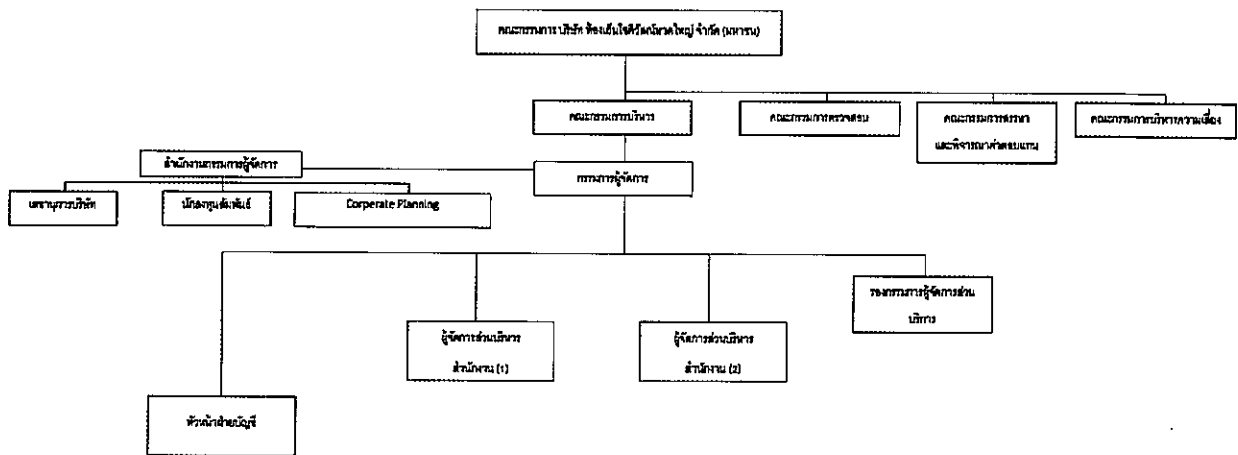 คณะกรรมการ บริษัท ห้องเย็นโชติวัฒน์หาดใหญ่ จำกัด (มหาชน)
คณะกรรมการบริหาร
คณะกรรมการตรวจสอบ
คณะกรรมการสรรหา
และพิจารณาค่าตอบแทน
คณะกรรมการบริหารความเสี่ยง
สำนักงานกรรมการผู้จัดการ
กรรมการผู้จัดการ
เลขานุการบริษัท
นักลงทุนสัมพันธ์
Corperate Planning
รองกรรมการผู้จัดการส่วน
บริหาร
ผู้จัดการส่วนบริหาร
สำนักงาน (1)
ผู้จัดการส่วนบริหาร
สำนักงาน (2)
หัวหน้าฝ่ายบัญชี